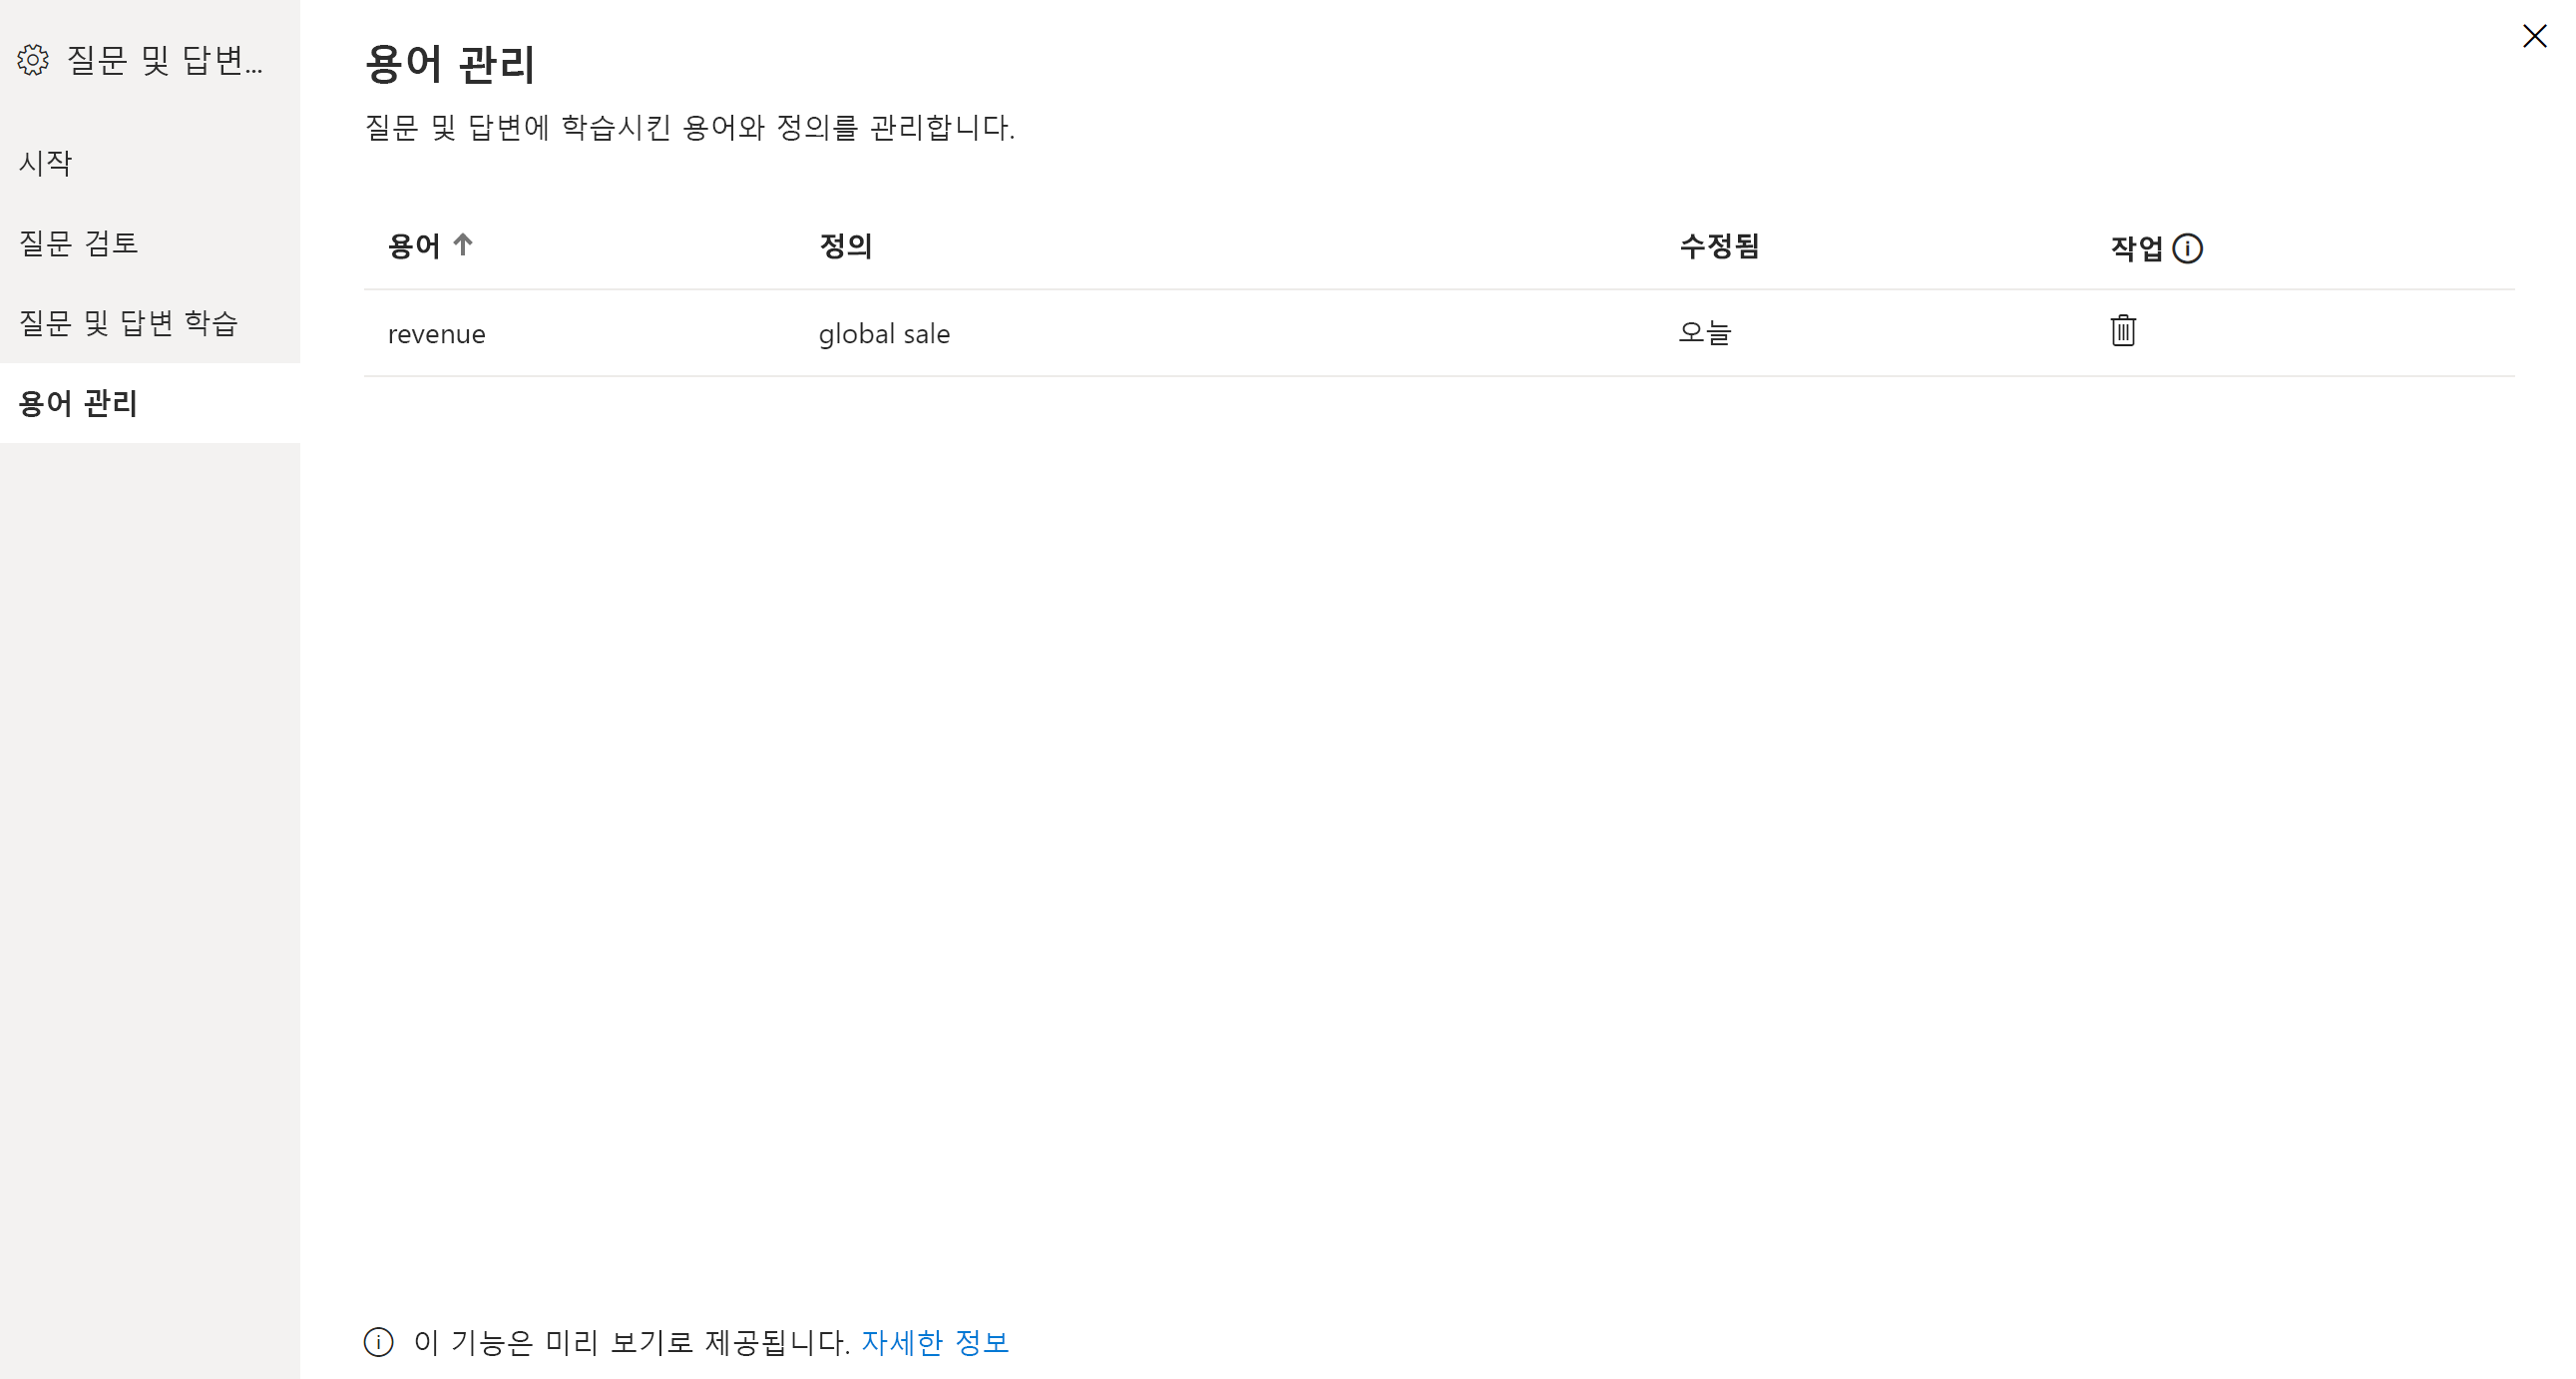 질문 및 답변...
시작
질문 검토
질문 및 답변 학습
용어 관리
용어 관리
질문 및 답변에 학습시킨 용어와 정의를 관리합니다.
용어 정의 수정됨 작업
revenue global sale 오늘
이 기능은 미리 보기로 제공됩니다. 자세한 정보